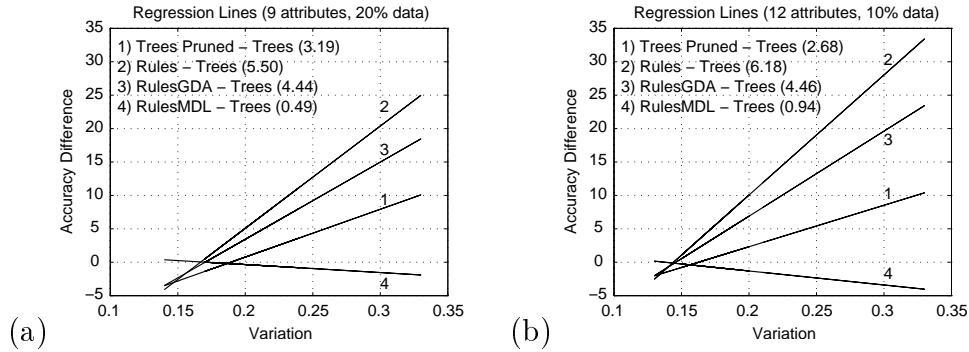 Regression Lines (9 attributes, 20% data)
35
30
25
20
15
10
5
0
−5
Accuracy Difference
1) Trees Pruned − Trees (3.19)
2) Rules − Trees (5.50)
3) RulesGDA − Trees (4.44)
4) RulesMDL − Trees (0.49)
2
3
1
4
0.1 0.15 0.2 0.25 0.3 0.35
Variation
(a)
Regression Lines (12 attributes, 10% data)
35
30
25
20
15
10
5
0
−5
Accuracy Difference
1) Trees Pruned − Trees (2.68)
2) Rules − Trees (6.18)
3) RulesGDA − Trees (4.46)
4) RulesMDL − Trees (0.94)
2
3
1
4
0.1 0.15 0.2 0.25 0.3 0.35
Variation
(b)